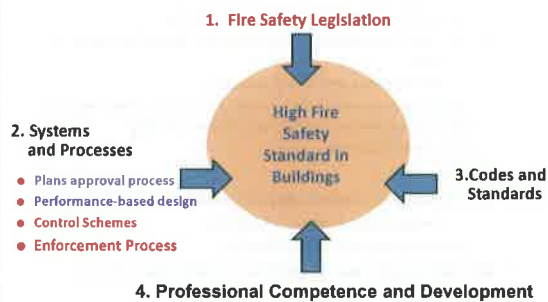 1. Fire Safety Legislation
High Fire
Safety
Standard in
Buildings
2. Systems
and Processes
• Plans approval process
• Performance-based design
• Control Schemes
• Enforcement Process
3.Codes and
Standards
4. Professional Competence and Development